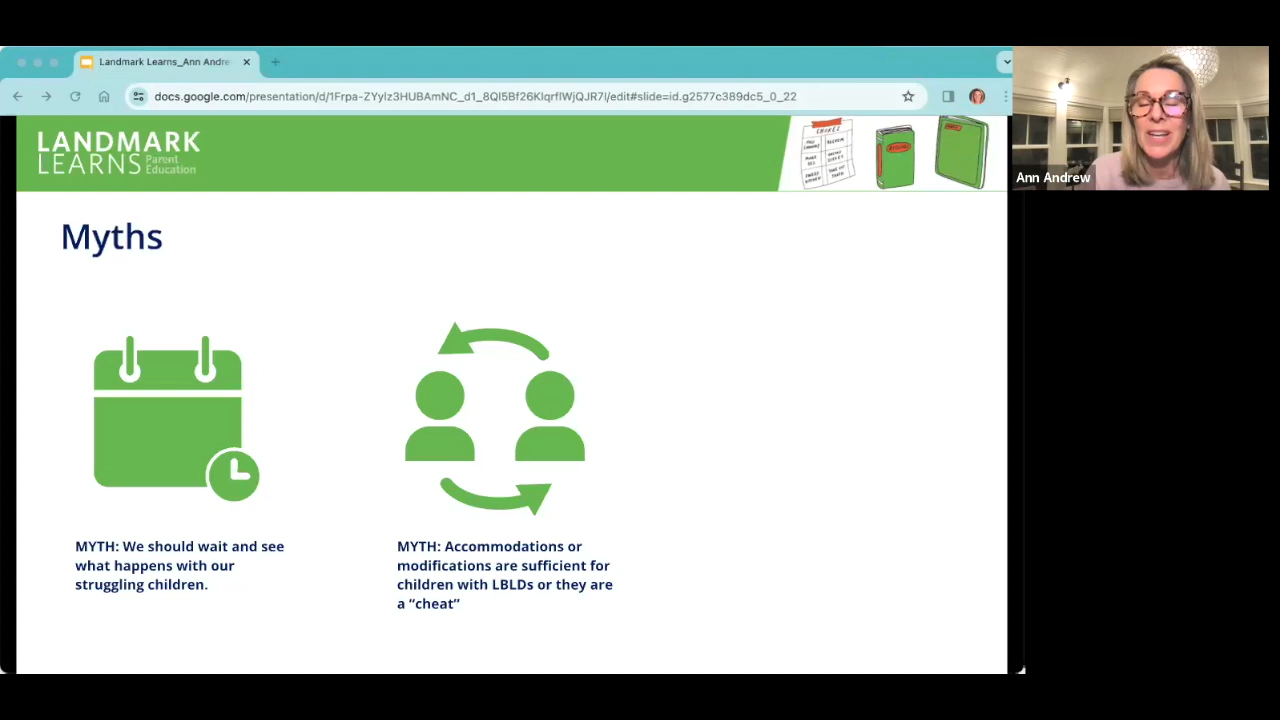 Landmark Learns_Ann Andre
docs.google.com/presentation/d/1Frpa-ZYyIz3HUBAmNC_d1_8QI5Bf26KIqrfIWjQJR7I/edit#slide=id.g2577c389dc5_0_22
LANDMARK
LEARNS Parent
Education
Ann Andrew
Myths
MYTH: We should wait and see
what happens with our
struggling children.
MYTH: Accommodations or
modifications are sufficient for
children with LBLDs or they are
a “cheat”